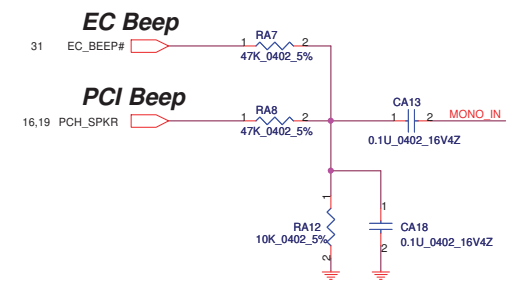 EC Beep
31 EC_BEEP# 1 RA7 2
47K_0402_5%
PCI Beep
16,19 PCH_SPKR 1 RA8 2
47K_0402_5%
CA13
1 2 MONO_IN
0.1U_0402_16V4Z
1 1
RA12 CA18
10K_0402_5% 0.1U_0402_16V4Z
2 2